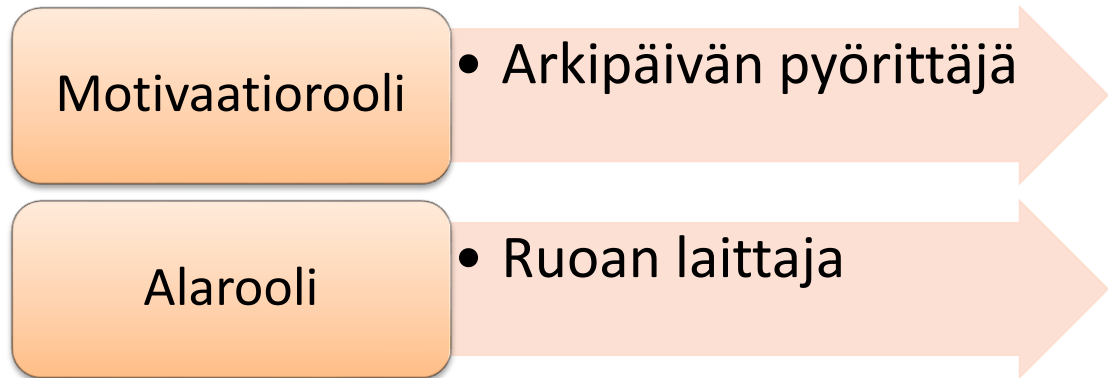 Motivaatiorooli
• Arkipäivän pyörittäjä
Alarooli
• Ruoan laittaja